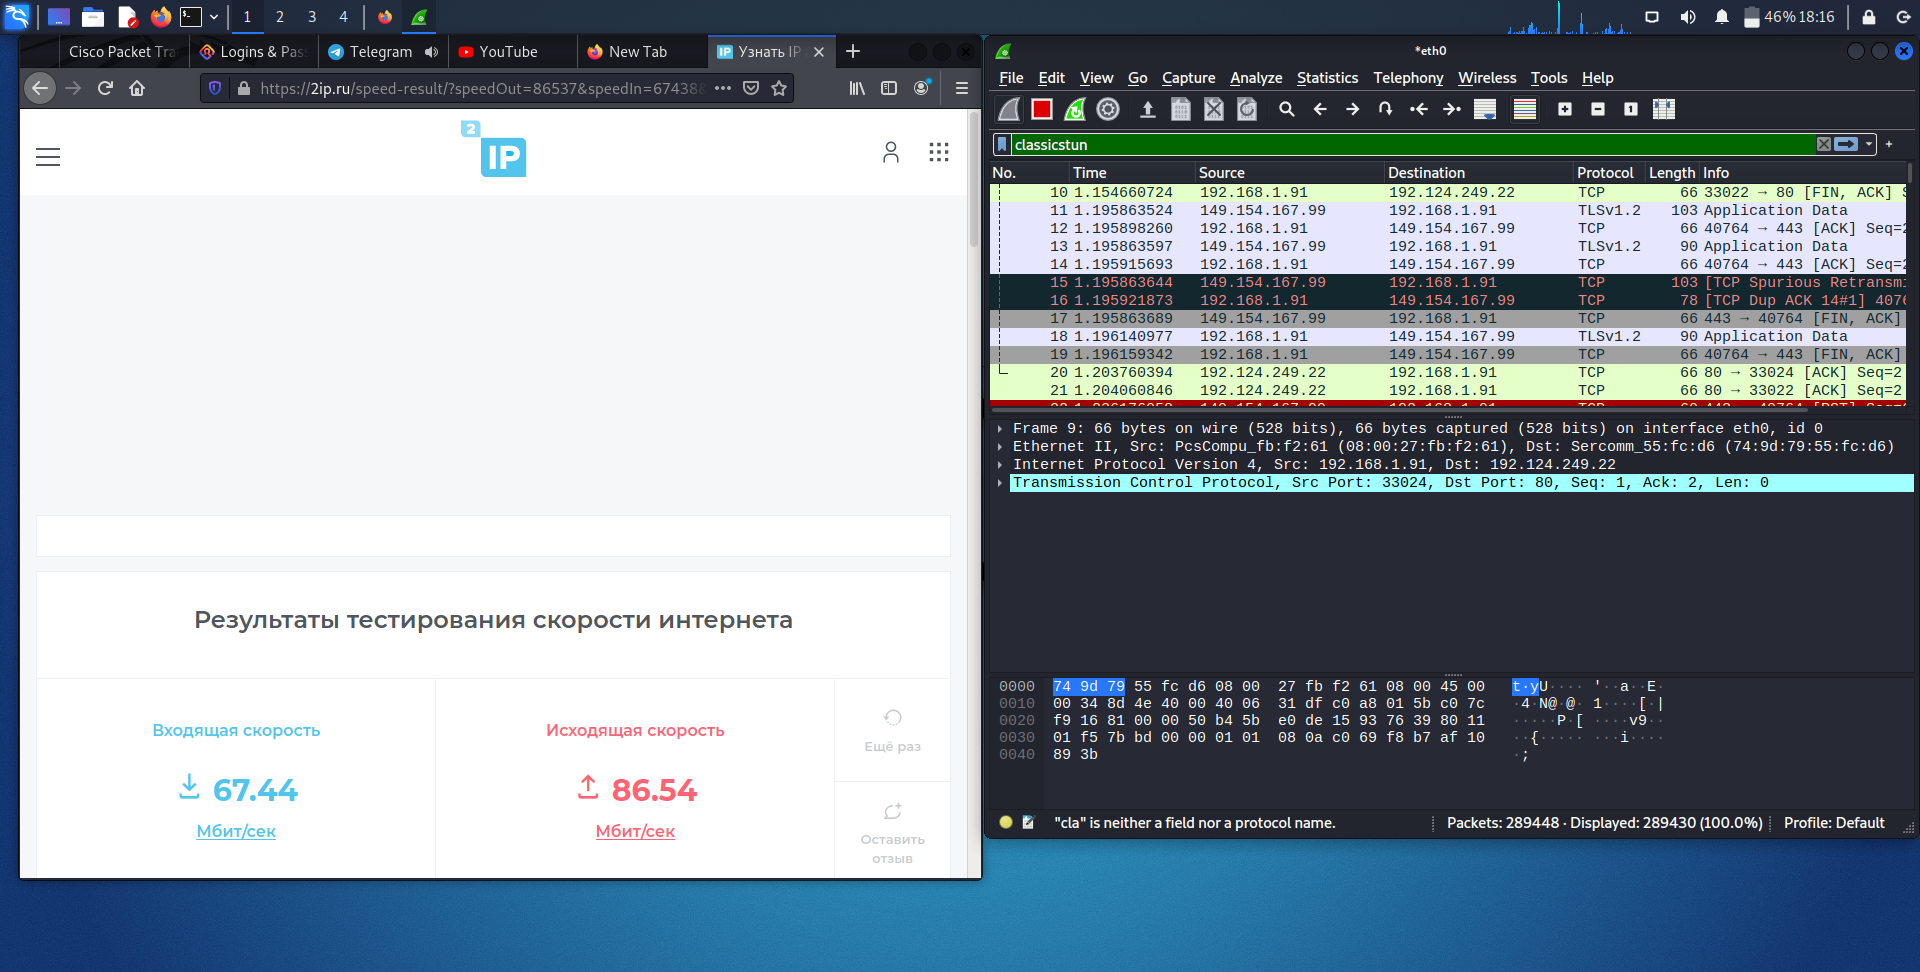 1 2 3 4
46% 18:16
Cisco Packet Tra
Logins & Pas
Telegram
YouTube
New Tab
Узнать IP
https://2ip.ru/speed-result/?speedOut=86537&speedIn=67438
2
IP
Результаты тестирования скорости интернета
Входящая скорость
67.44
Мбит/сек
Исходящая скорость
86.54
Мбит/сек
Ещё раз
Оставить
отзыв
*eth0
File Edit View Go Capture Analyze Statistics Telephony Wireless Tools Help
classicstun
No. Time Source Destination Protocol Length Info
10 1.154660724 192.168.1.91 192.124.249.22 TCP 66 33022 → 80 [FIN, ACK] S
11 1.195863524 149.154.167.99 192.168.1.91 TLSv1.2 103 Application Data
12 1.195898260 192.168.1.91 149.154.167.99 TCP 66 40764 → 443 [ACK] Seq=2
13 1.195863597 149.154.167.99 192.168.1.91 TLSv1.2 90 Application Data
14 1.195915693 192.168.1.91 149.154.167.99 TCP 66 40764 → 443 [ACK] Seq=2
15 1.195863644 149.154.167.99 192.168.1.91 TCP 103 [TCP Spurious Retransmi
16 1.195921873 192.168.1.91 149.154.167.99 TCP 78 [TCP Dup ACK 14#1] 4076
17 1.195863689 149.154.167.99 192.168.1.91 TCP 66 443 → 40764 [FIN, ACK]
18 1.196140977 192.168.1.91 149.154.167.99 TLSv1.2 90 Application Data
19 1.196159342 192.168.1.91 149.154.167.99 TCP 66 40764 → 443 [FIN, ACK]
20 1.203760394 192.124.249.22 192.168.1.91 TCP 66 80 → 33024 [ACK] Seq=2
21 1.204060846 192.124.249.22 192.168.1.91 TCP 66 80 → 33022 [ACK] Seq=2
Frame 9: 66 bytes on wire (528 bits), 66 bytes captured (528 bits) on interface eth0, id 0
Ethernet II, Src: PcsCompu_fb:f2:61 (08:00:27:fb:f2:61), Dst: Sercomm_55:fc:d6 (74:9d:79:55:fc:d6)
Internet Protocol Version 4, Src: 192.168.1.91, Dst: 192.124.249.22
Transmission Control Protocol, Src Port: 33024, Dst Port: 80, Seq: 1, Ack: 2, Len: 0
0000 74 9d 79 55 fc d6 08 00 27 fb f2 61 08 00 45 00 t·yU···· '··a··E·
0010 00 34 8d 4e 40 00 40 06 31 df c0 a8 01 5b c0 7c ·4·N@·@· 1····[·|
0020 f9 16 81 00 00 50 b4 5b e0 de 15 93 76 39 80 11 ·····P·[ ····v9··
0030 01 f5 7b bd 00 00 01 01 08 0a c0 69 f8 b7 af 10 ··{····· ···i····
0040 89 3b ·;
"cla" is neither a field nor a protocol name.
Packets: 289448 · Displayed: 289430 (100.0%)
Profile: Default